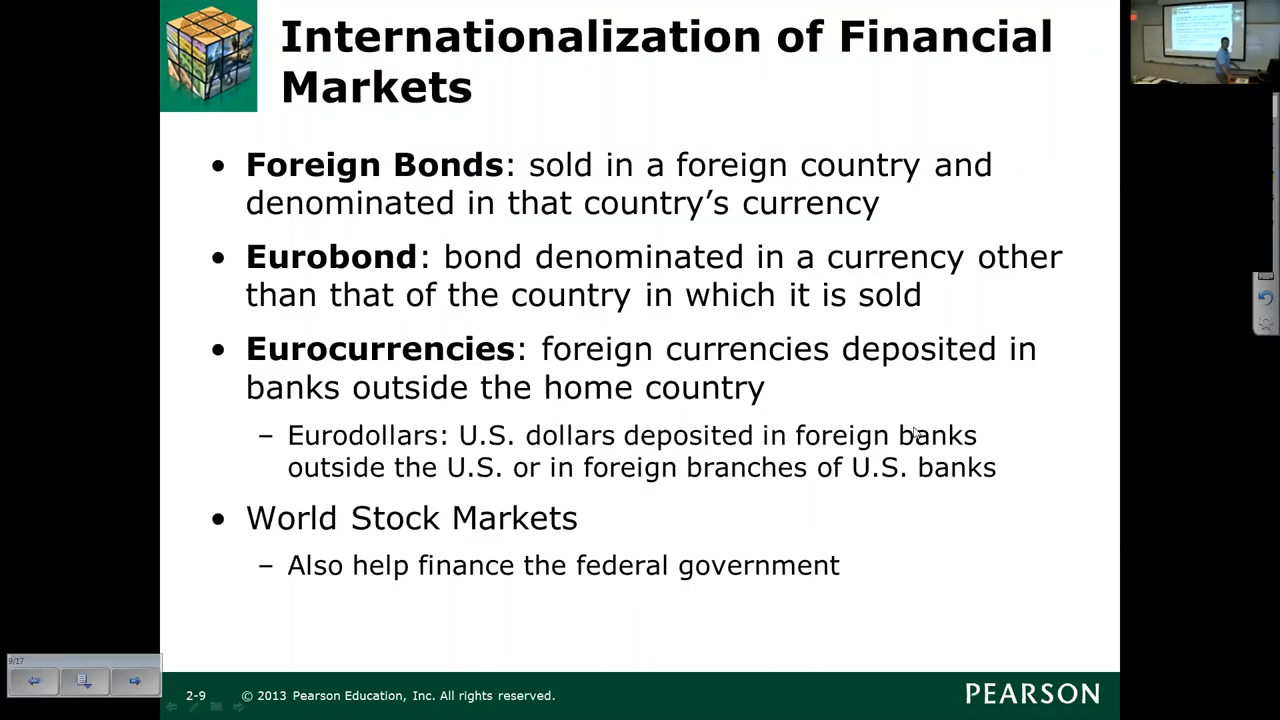 Internationalization of Financial
Markets
• Foreign Bonds: sold in a foreign country and
denominated in that country’s currency
• Eurobond: bond denominated in a currency other
than that of the country in which it is sold
• Eurocurrencies: foreign currencies deposited in
banks outside the home country
– Eurodollars: U.S. dollars deposited in foreign banks
outside the U.S. or in foreign branches of U.S. banks
• World Stock Markets
– Also help finance the federal government
9/17
2-9 © 2013 Pearson Education, Inc. All rights reserved. PEARSON